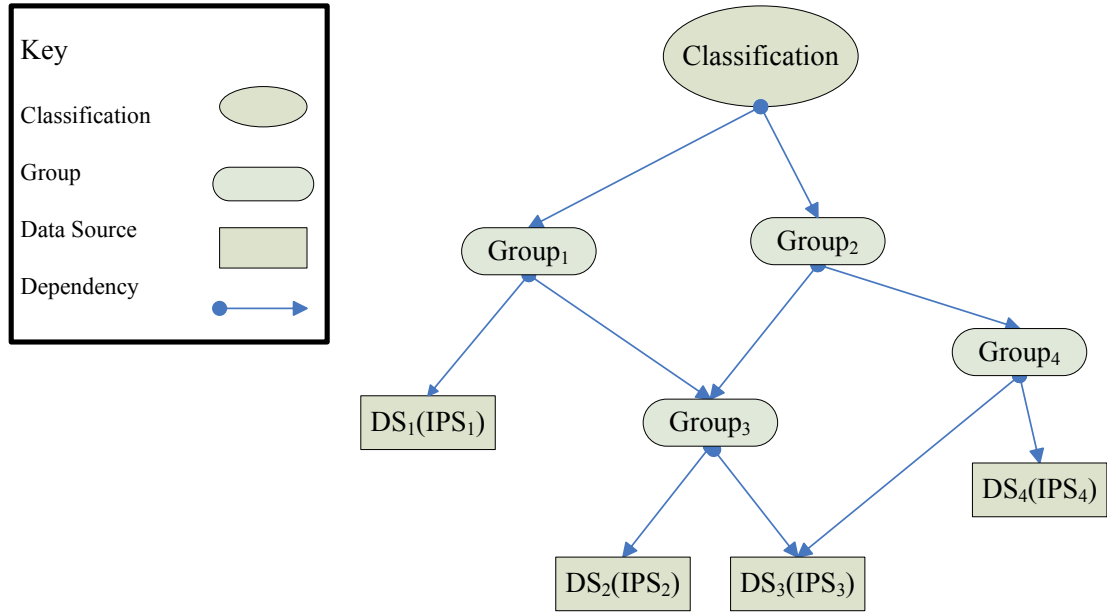 Key
Classification
Group
Data Source
Dependency
Classification
Group₁
Group₂
Group₄
DS₁(IPS₁)
Group₃
DS₄(IPS₄)
DS₂(IPS₂)
DS₃(IPS₃)